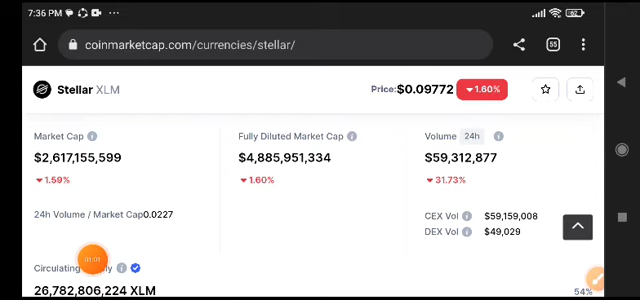 7:36 PM 62
coinmarketcap.com/currencies/stellar/ 55
Stellar XLM Price:$0.09772 1.60%
Market Cap Fully Diluted Market Cap Volume 24h
$2,617,155,599 $4,885,951,334 $59,312,877
1.59% 1.60% 31.73%
24h Volume / Market Cap0.0227 CEX Vol $59,159,008
DEX Vol $49,029
01:01
Circulating
26,782,806,224 XLM 54%